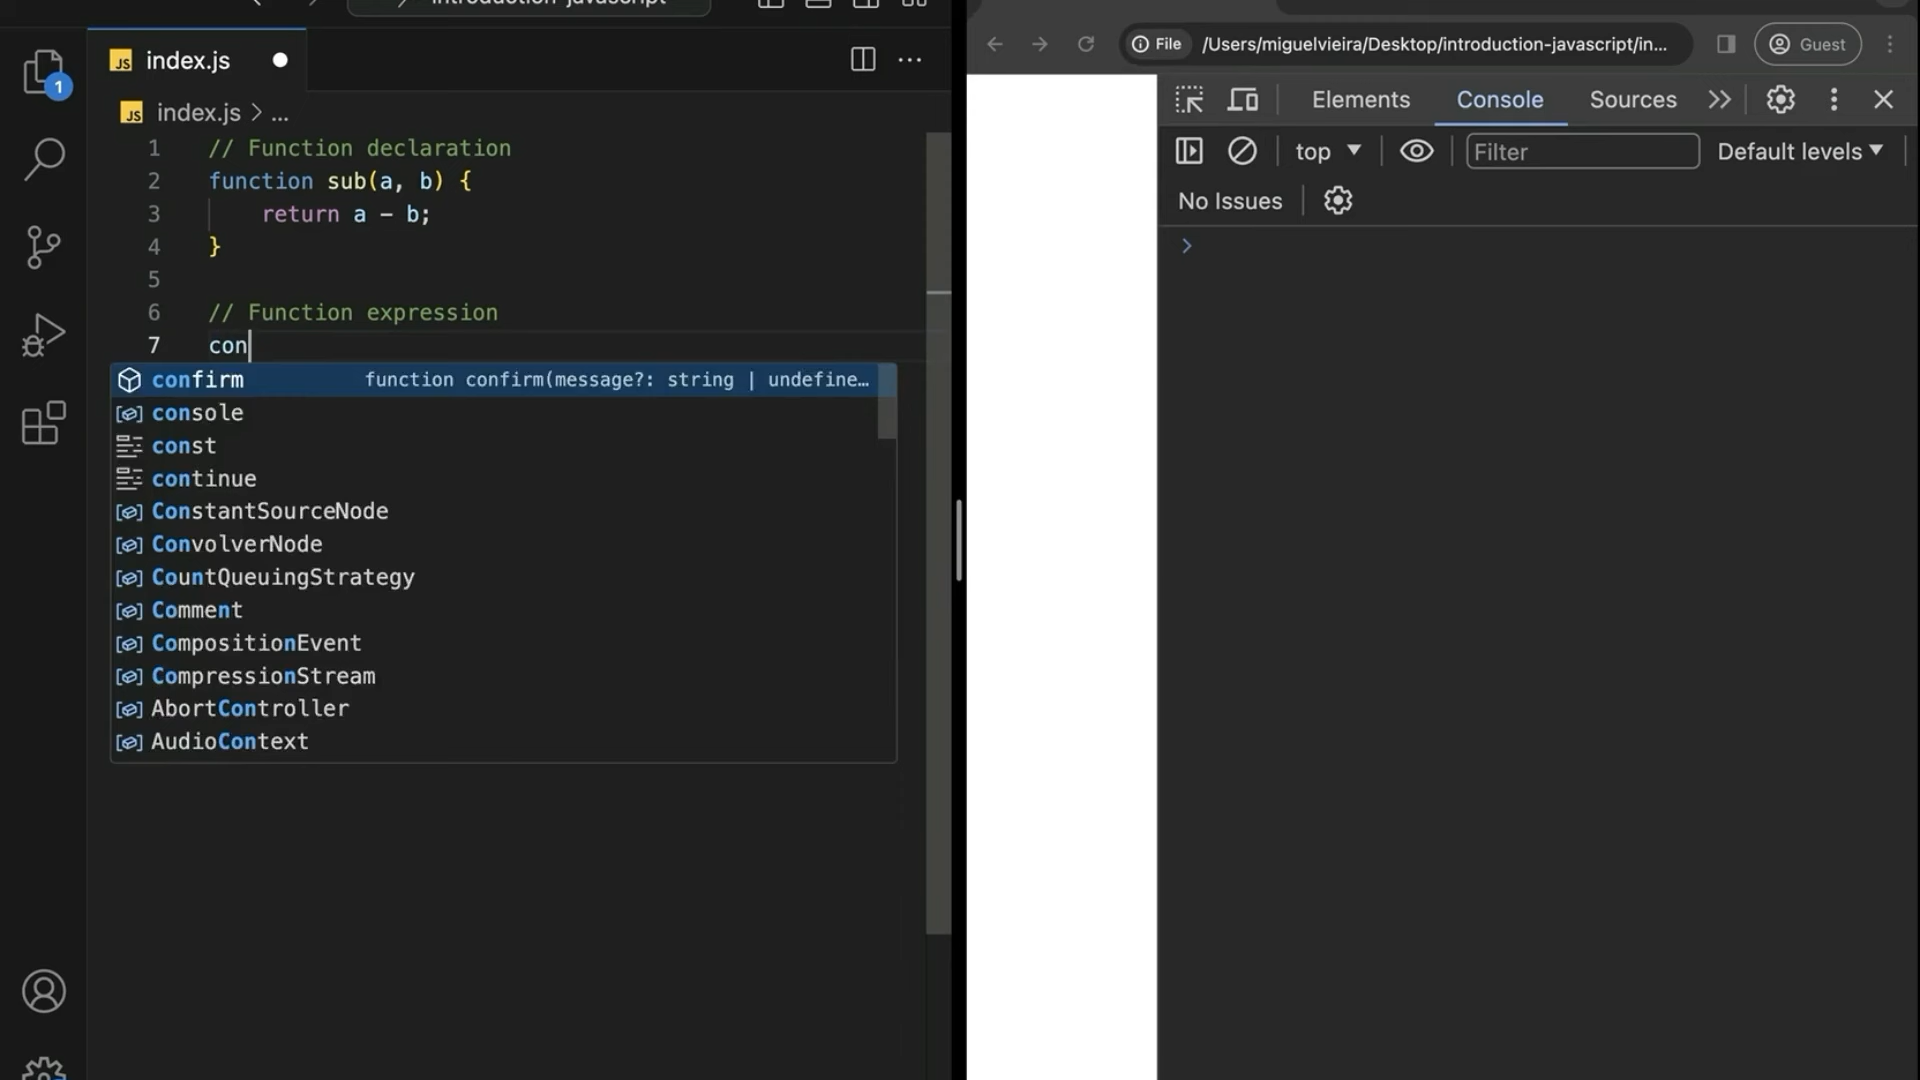 index.js
index.js > ...
1 // Function declaration
2 function sub(a, b) {
3 return a - b;
4 }
5
6 // Function expression
7 con
confirm function confirm(message?: string | undefine…
console
const
continue
ConstantSourceNode
ConvolverNode
CountQueuingStrategy
Comment
CompositionEvent
CompressionStream
AbortController
AudioContext
1
File /Users/miguelvieira/Desktop/introduction-javascript/in... Guest
Elements Console Sources
top Filter Default levels
No Issues